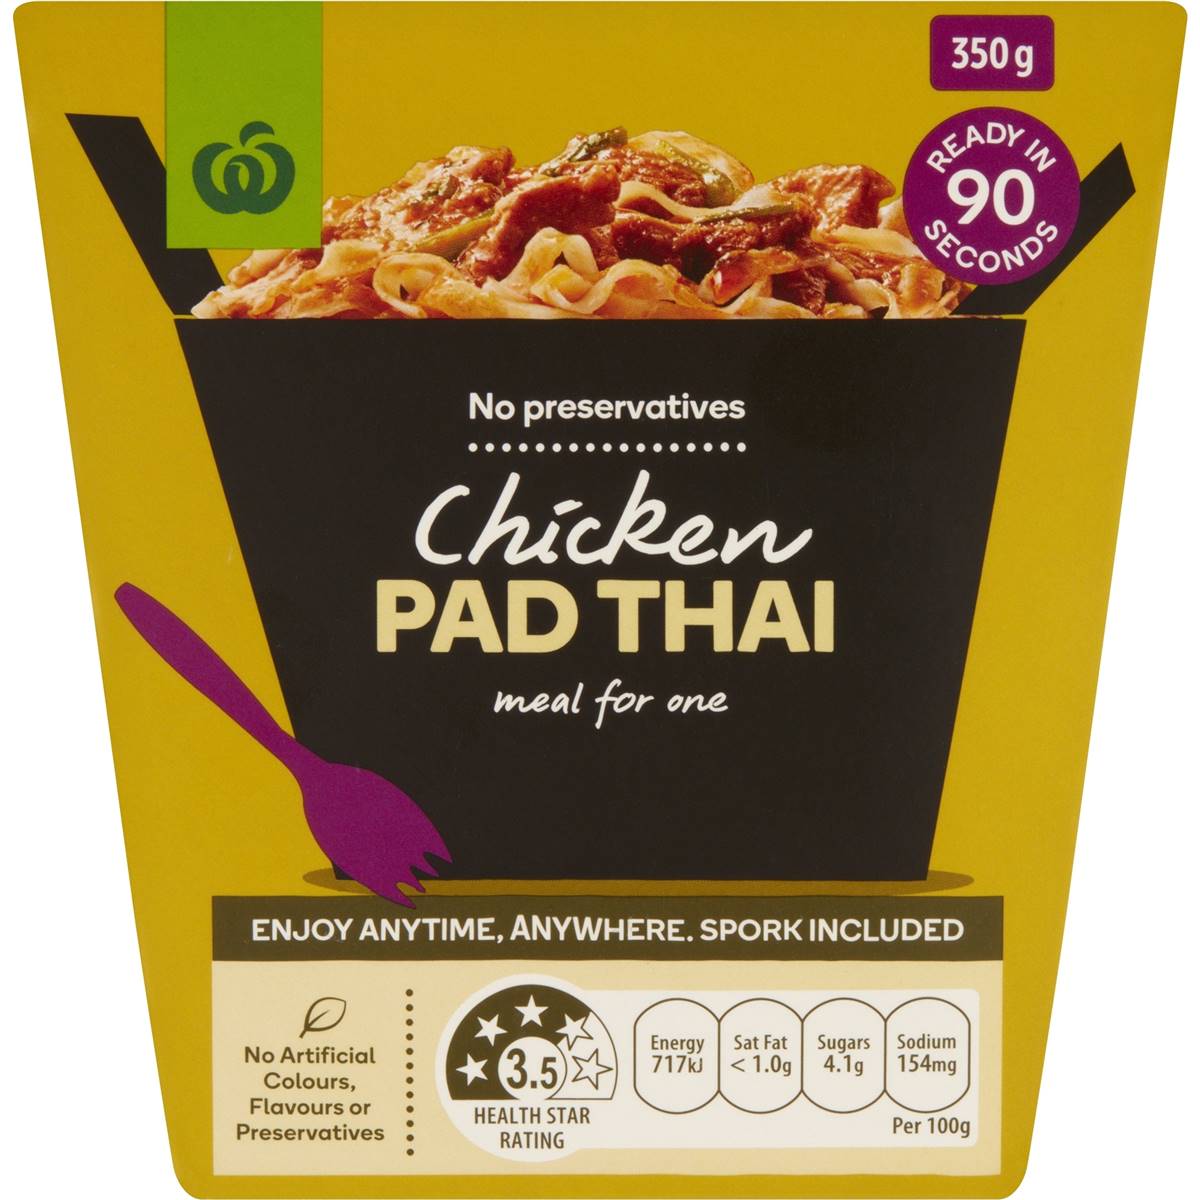 350g
READY IN
90
SECONDS
No preservatives
Chicken
PAD THAI
meal for one
ENJOY ANYTIME, ANYWHERE. SPORK INCLUDED
No Artificial
Colours,
Flavours or
Preservatives
3.5
HEALTH STAR
RATING
Energy
717kJ
Sat Fat
< 1.0g
Sugars
4.1g
Sodium
154mg
Per 100g